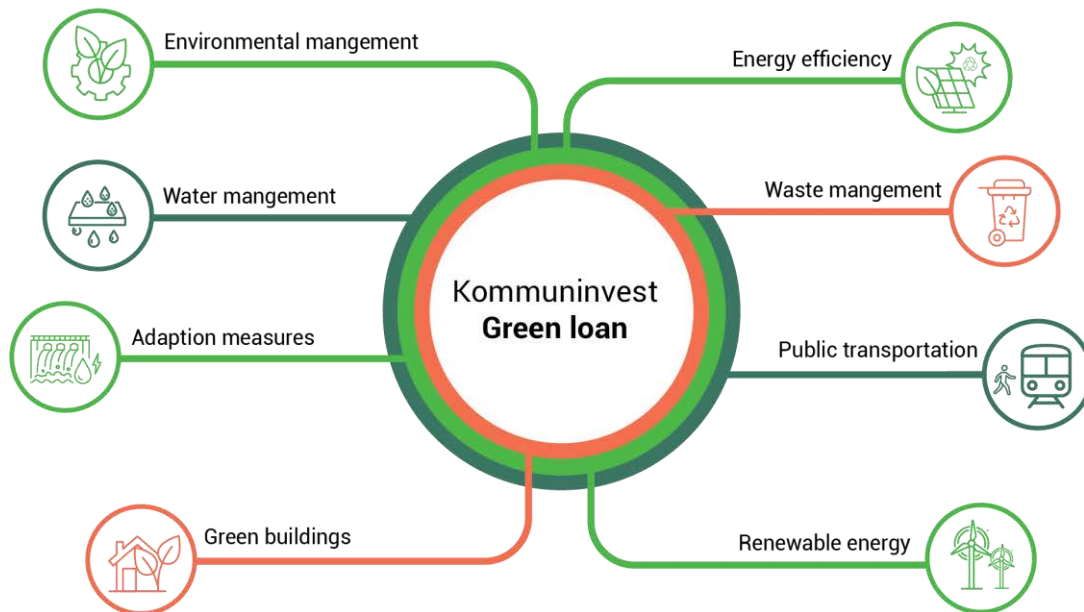 Environmental mangement
Energy efficiency
Water mangement
Waste mangement
Kommuninvest
Green loan
Adaption measures
Public transportation
Green buildings
Renewable energy